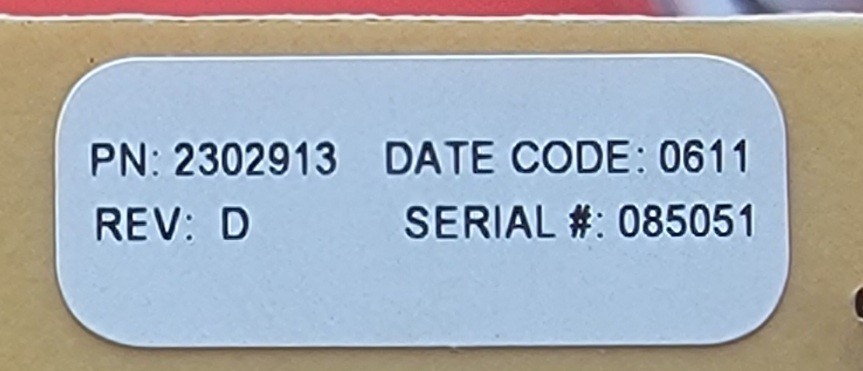 PN: 2302913 DATE CODE: 0611
REV: D SERIAL #: 085051